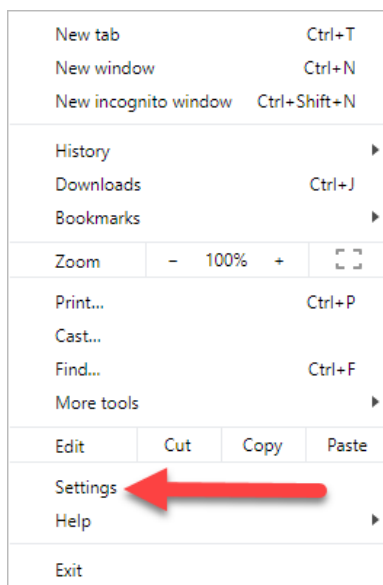 New tab Ctrl+T
New window Ctrl+N
New incognito window Ctrl+Shift+N
History
Downloads Ctrl+J
Bookmarks
Zoom − 100% +
Print... Ctrl+P
Cast...
Find... Ctrl+F
More tools
Edit Cut Copy Paste
Settings
Help
Exit